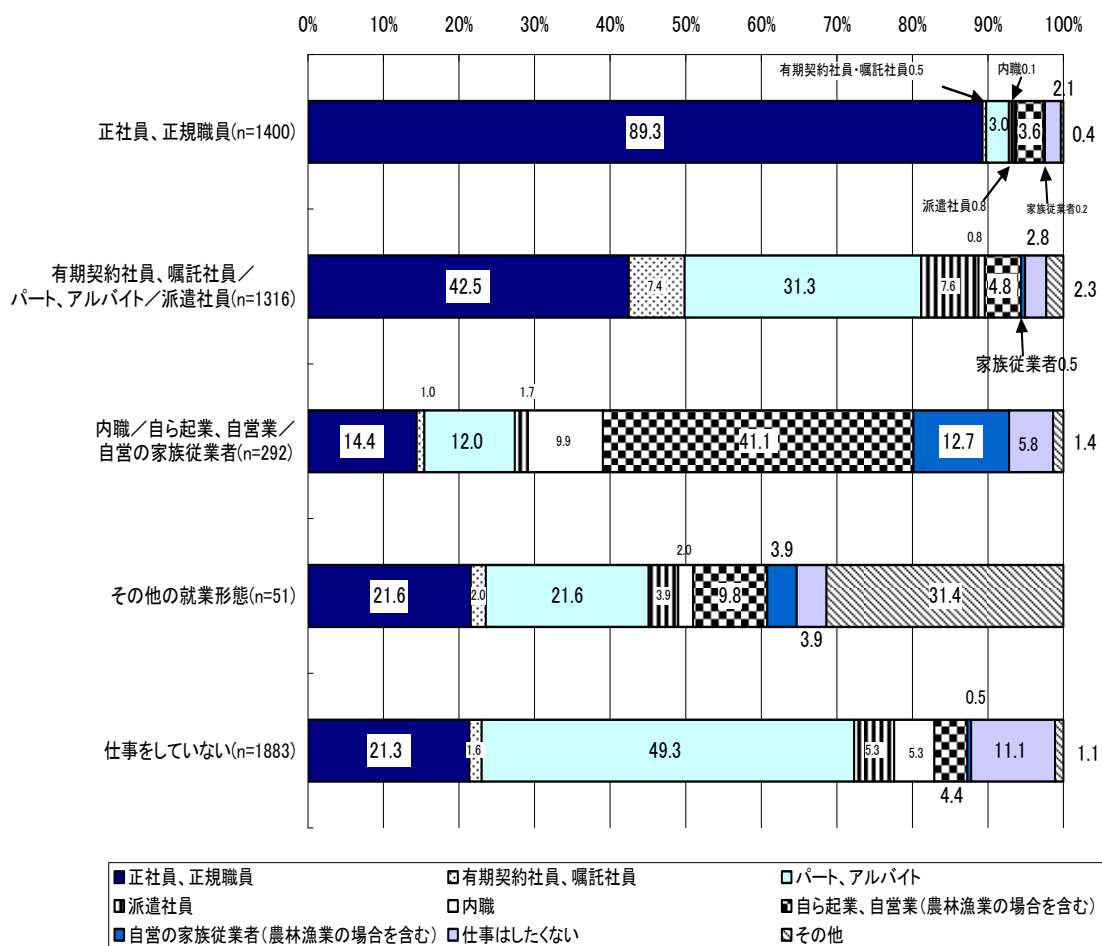 0% 10% 20% 30% 40% 50% 60% 70% 80% 90% 100%
有期契約社員・嘱託社員0.5
内職0.1
2.1
正社員、正規職員(n=1400)
89.3
3.0
3.6
0.4
派遣社員0.8
家族従業者0.2
0.8
2.8
有期契約社員、嘱託社員／
パート、アルバイト／派遣社員(n=1316)
42.5
7.4
31.3
7.6
4.8
2.3
家族従業者0.5
1.0
1.7
内職／自ら起業、自営業／
自営の家族従業者(n=292)
14.4
12.0
9.9
41.1
12.7
5.8
1.4
2.0
3.9
その他の就業形態(n=51)
21.6
2.0
21.6
3.9
9.8
31.4
3.9
0.5
仕事をしていない(n=1883)
21.3
1.6
49.3
5.3
5.3
11.1
1.1
4.4
正社員、正規職員
有期契約社員、嘱託社員
パート、アルバイト
派遣社員
内職
自ら起業、自営業(農林漁業の場合を含む)
自営の家族従業者(農林漁業の場合を含む)
仕事はしたくない
その他